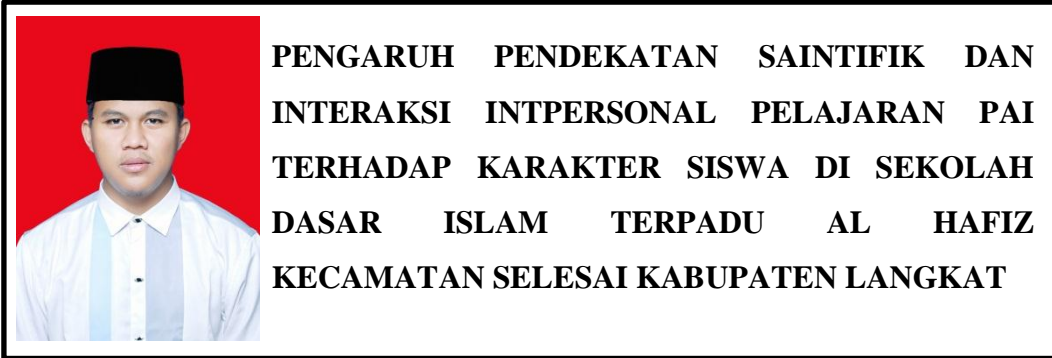 PENGARUH PENDEKATAN SAINTIFIK DAN
INTERAKSI INTPERSONAL PELAJARAN PAI
TERHADAP KARAKTER SISWA DI SEKOLAH
DASAR ISLAM TERPADU AL HAFIZ
KECAMATAN SELESAI KABUPATEN LANGKAT